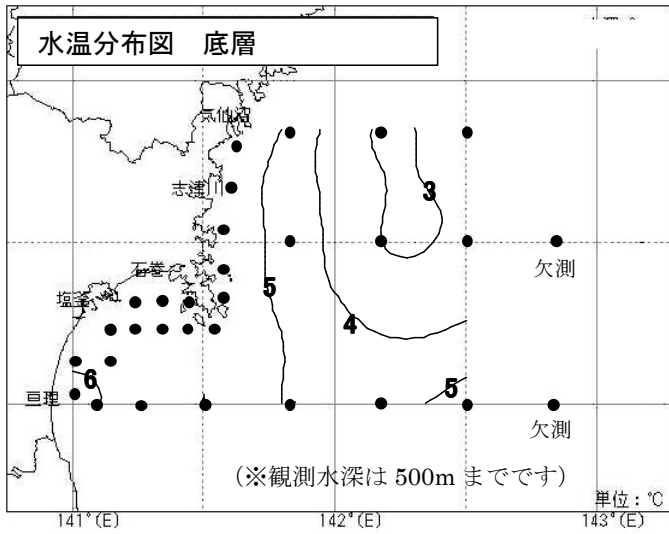 水温分布図　底層
気仙沼
志津川
3
石巻
欠測
5
塩釜
4
6
亘理
5
欠測
（※観測水深は 500m までです）
単位：℃
141°(E)
142°(E)
143°(E)